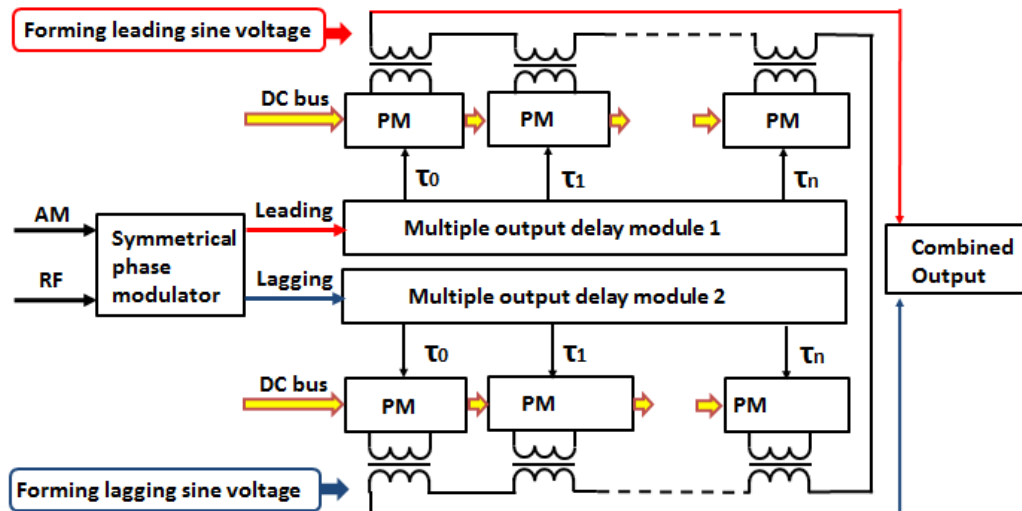 Forming leading sine voltage
DC bus
PM
PM
PM
τ0
τ1
τn
AM
RF
Symmetrical
phase
modulator
Leading
Lagging
Multiple output delay module 1
Multiple output delay module 2
Combined
Output
τ0
τ1
τn
DC bus
PM
PM
PM
Forming lagging sine voltage